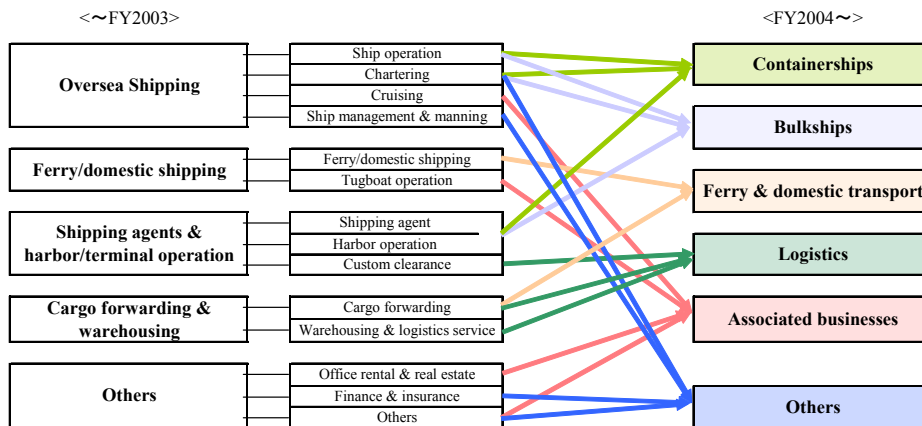 <～FY2003>
<FY2004～>
Oversea Shipping
Ship operation
Chartering
Cruising
Ship management & manning
Ferry/domestic shipping
Ferry/domestic shipping
Tugboat operation
Shipping agents &
harbor/terminal operation
Shipping agent
Harbor operation
Custom clearance
Cargo forwarding &
warehousing
Cargo forwarding
Warehousing & logistics service
Others
Office rental & real estate
Finance & insurance
Others
Containerships
Bulkships
Ferry & domestic transport
Logistics
Associated businesses
Others